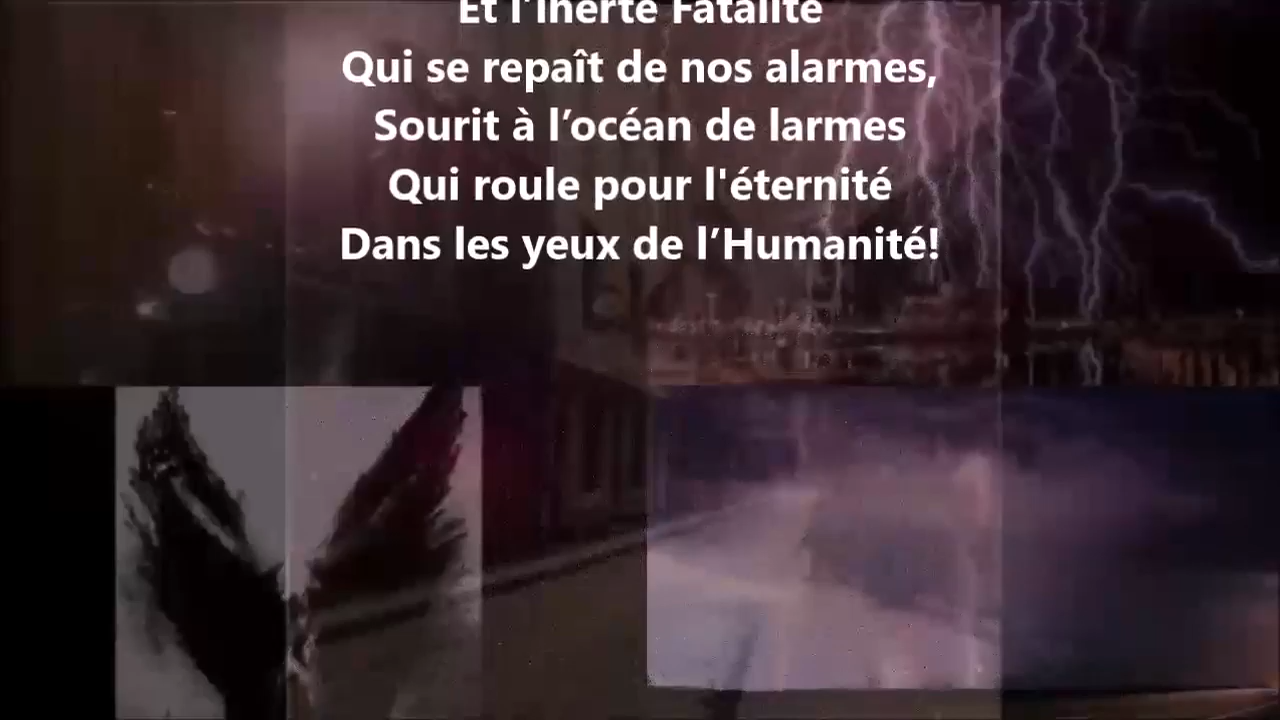 Et l’inerte Fatalité
Qui se repaît de nos alarmes,
Sourit à l’océan de larmes
Qui roule pour l'éternité
Dans les yeux de l’Humanité!